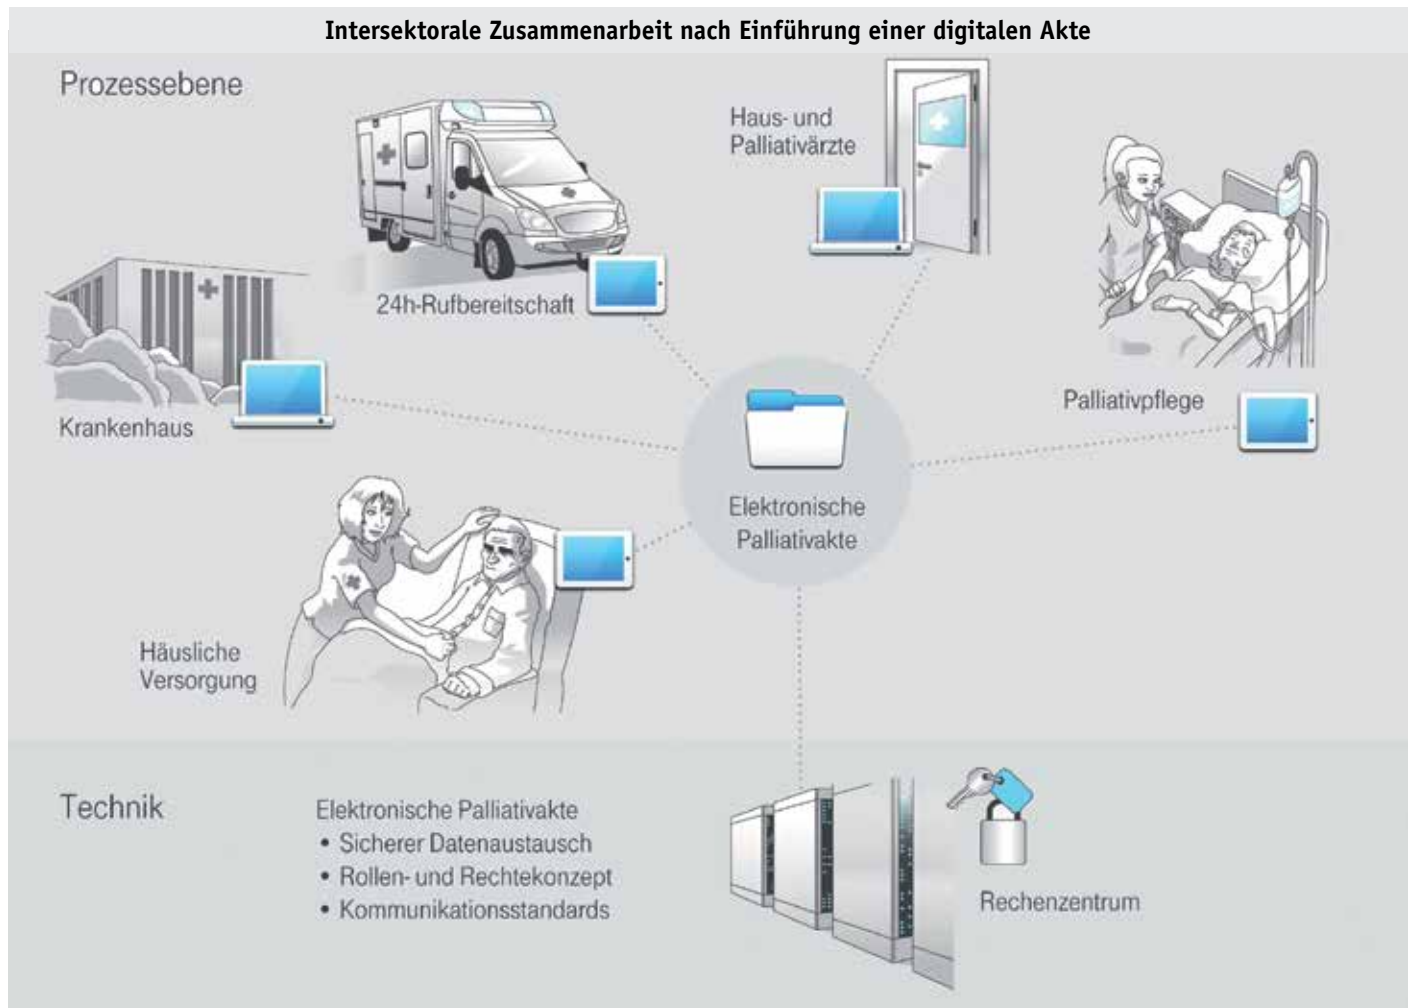 Intersektorale Zusammenarbeit nach Einführung einer digitalen Akte
Prozessebene
Haus- und
Palliativärzte
24h-Rufbereitschaft
Krankenhaus
Palliativpflege
Elektronische
Palliativakte
Häusliche
Versorgung
Technik
Elektronische Palliativakte
• Sicherer Datenaustausch
• Rollen- und Rechtekonzept
• Kommunikationsstandards
Rechenzentrum